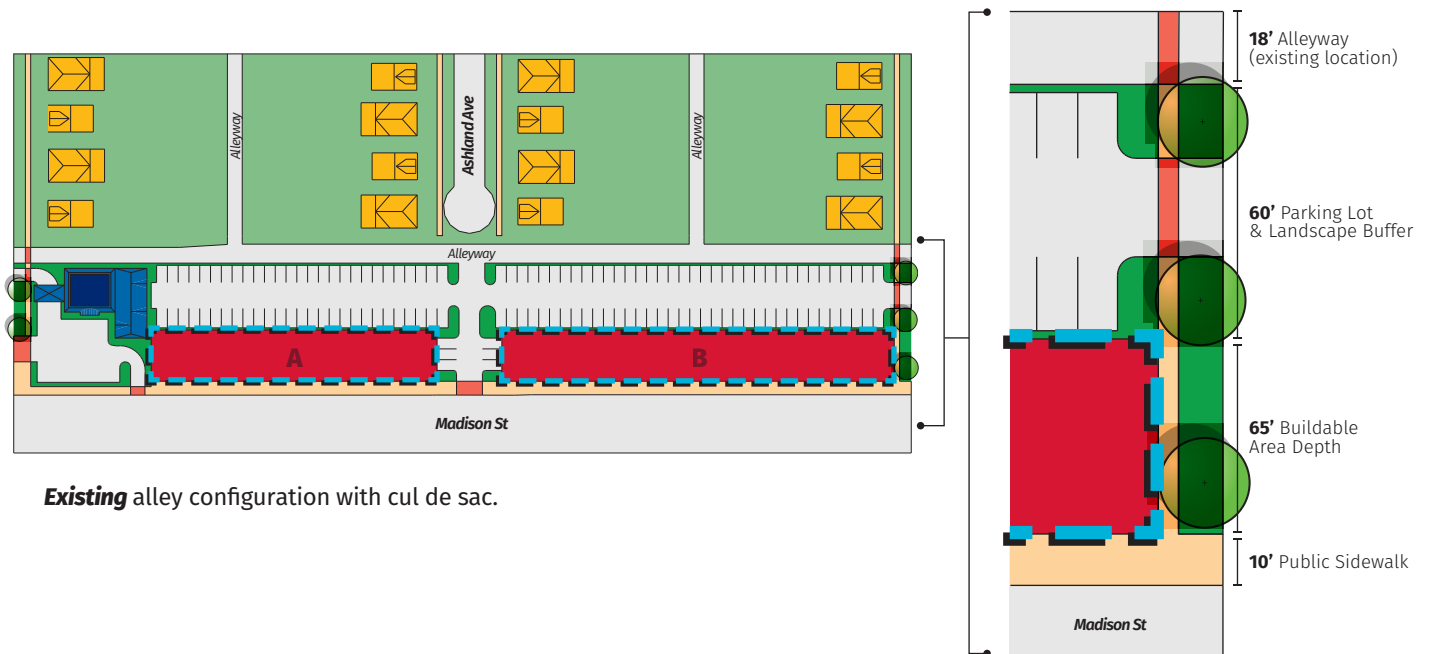 Alleyway
Ashland Ave
Alleyway
Alleyway
A
B
Madison St
Existing alley configuration with cul de sac.
18’ Alleyway
(existing location)
60’ Parking Lot
& Landscape Buffer
65’ Buildable
Area Depth
10’ Public Sidewalk
Madison St